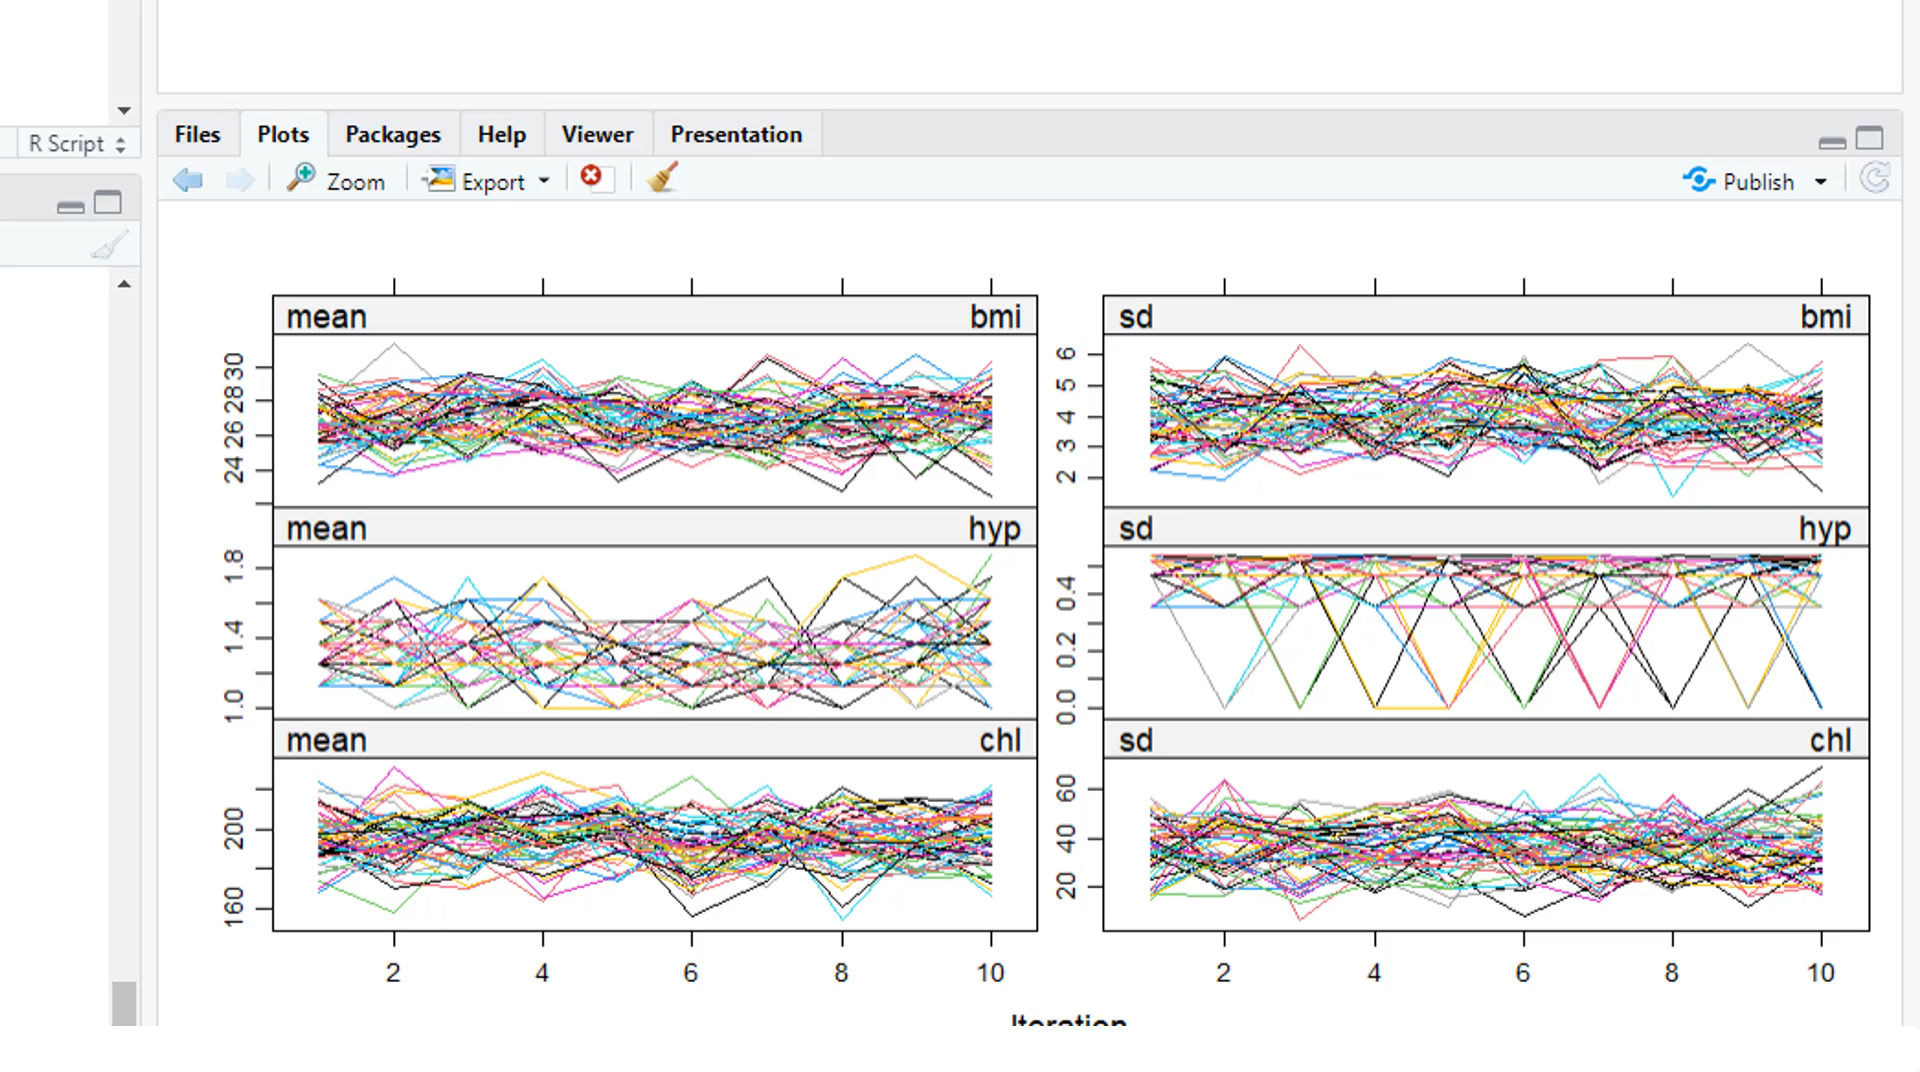 R Script
Files Plots Packages Help Viewer Presentation
Zoom Export Publish
mean bmi
24 26 28 30
sd bmi
2 3 4 5 6
mean hyp
1.0 1.4 1.8
sd hyp
0.0 0.2 0.4
mean chl
160 200
sd chl
20 40 60
2 4 6 8 10
2 4 6 8 10
Iteration